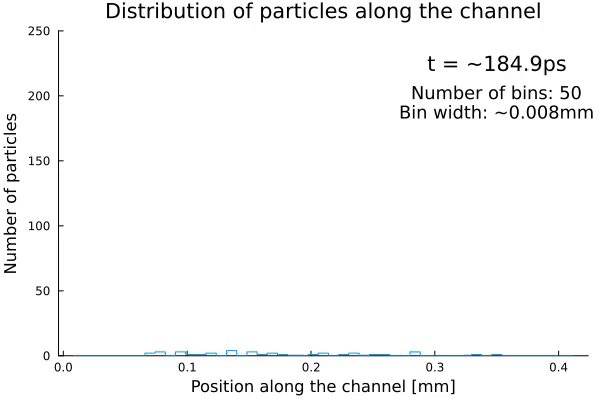 Distribution of particles along the channel
t = ~184.9ps
Number of bins: 50
Bin width: ~0.008mm
Number of particles
250
200
150
100
50
0
0.0 0.1 0.2 0.3 0.4
Position along the channel [mm]